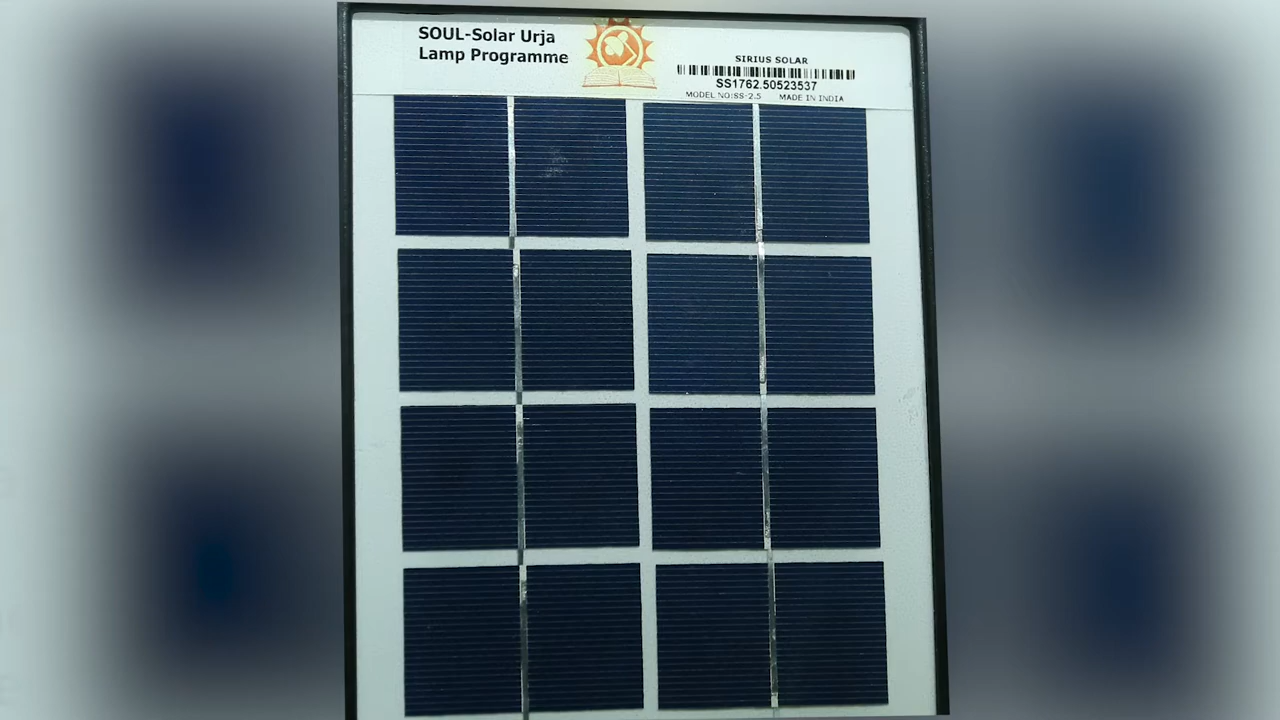 SOUL-Solar Urja
Lamp Programme
SIRIUS SOLAR
SS1762.50523537
MODEL NO:SS-2.5 MADE IN INDIA